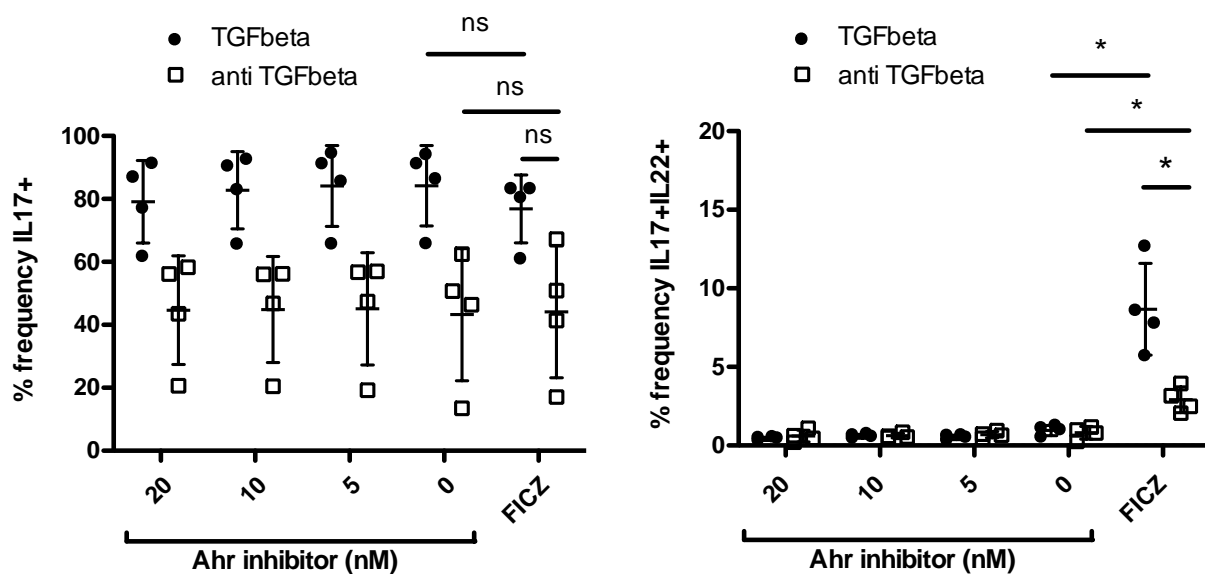 TGFbeta
anti TGFbeta
ns
ns
ns
% frequency IL17+
100
80
60
40
20
0
20
10
5
0
FICZ
Ahr inhibitor (nM)
TGFbeta
anti TGFbeta
*
*
*
% frequency IL17+IL22+
20
15
10
5
0
20
10
5
0
FICZ
Ahr inhibitor (nM)